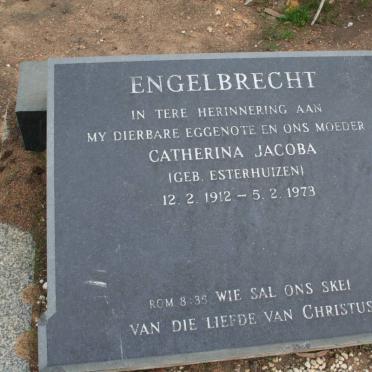 ENGELBRECHT
IN TERE HERINNERING AAN
MY DIERBARE EGGENOTE EN ONS MOEDER
CATHERINA JACOBA
(GEB. ESTERHUIZEN)
12. 2. 1912 – 5. 2. 1973
ROM 8:35 WIE SAL ONS SKEI
VAN DIE LIEFDE VAN CHRISTUS